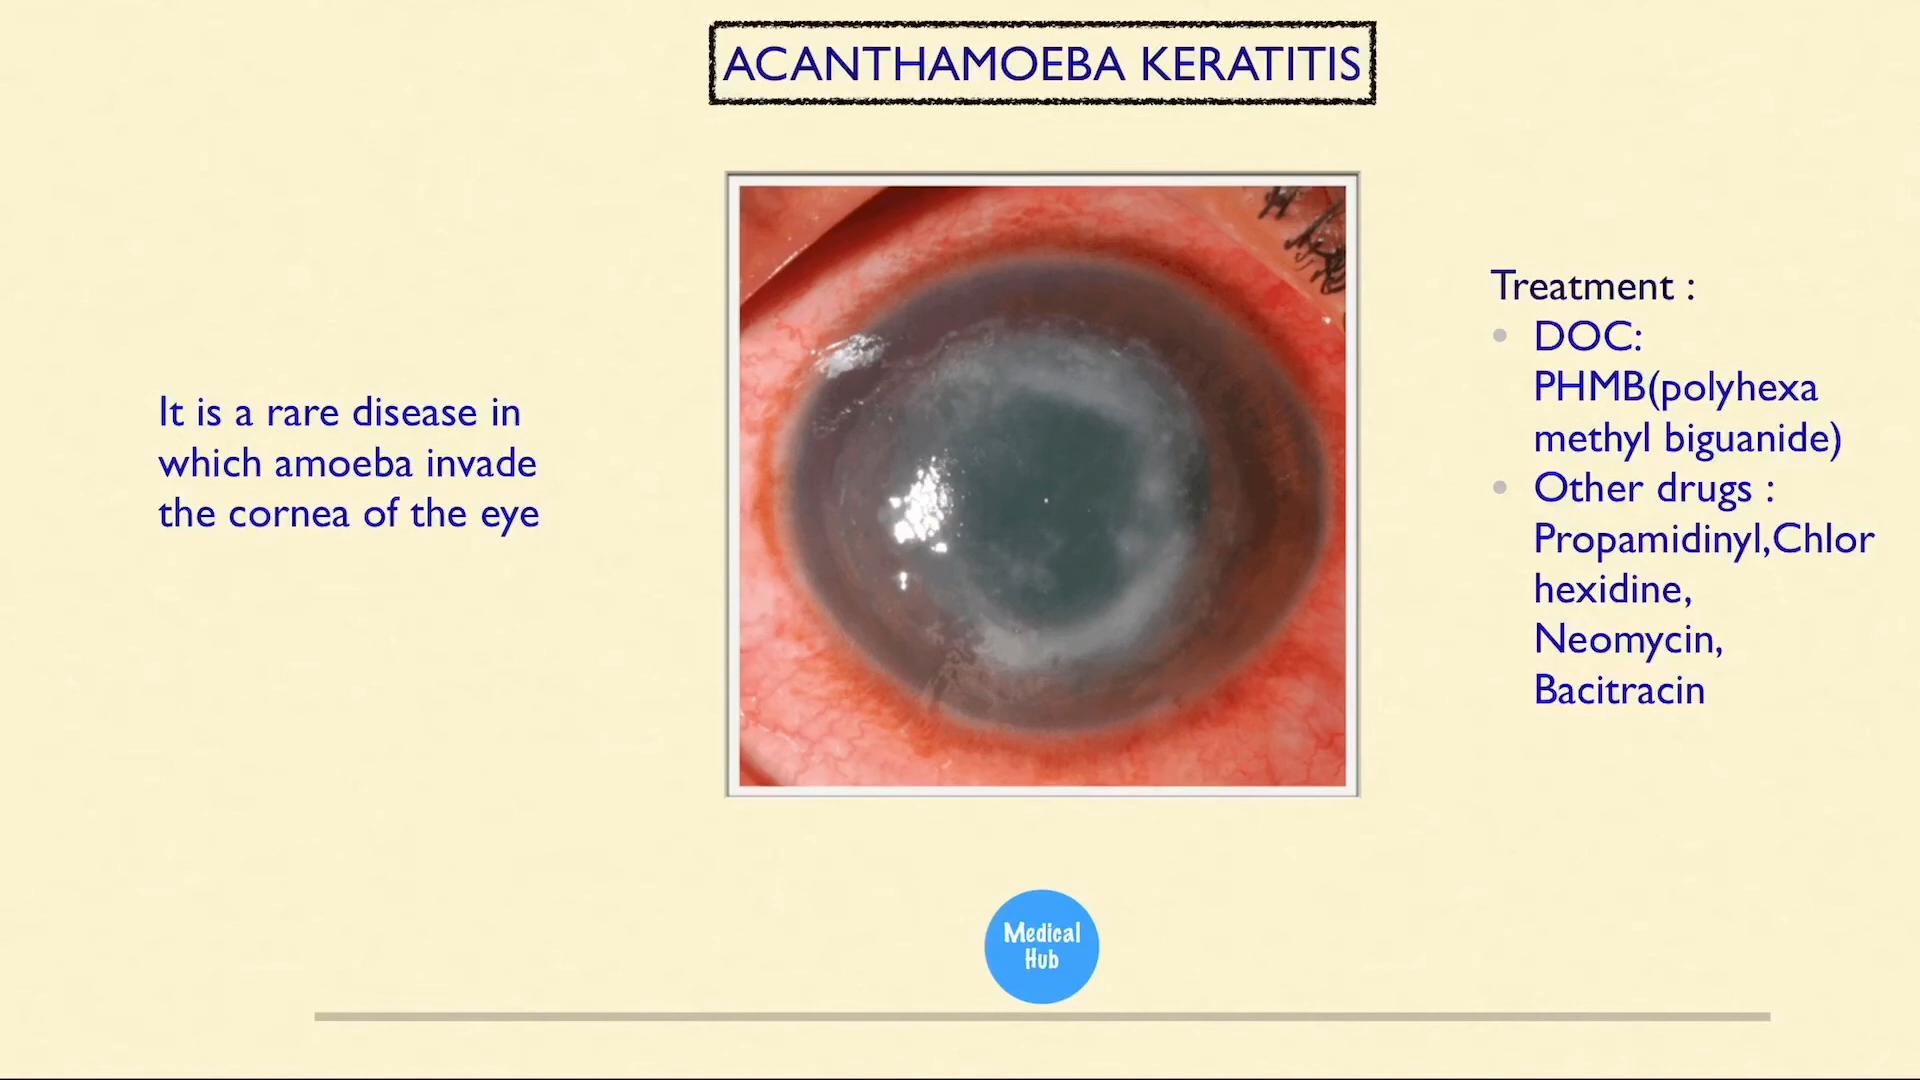 ACANTHAMOEBA KERATITIS
It is a rare disease in
which amoeba invade
the cornea of the eye
Treatment :
DOC:
PHMB(polyhexa
methyl biguanide)
Other drugs :
Propamidinyl,Chlor
hexidine,
Neomycin,
Bacitracin
Medical
Hub